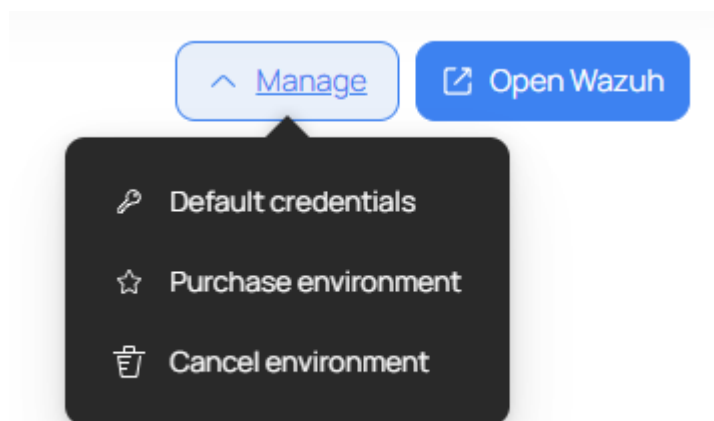 Manage Open Wazuh
Default credentials
Purchase environment
Cancel environment